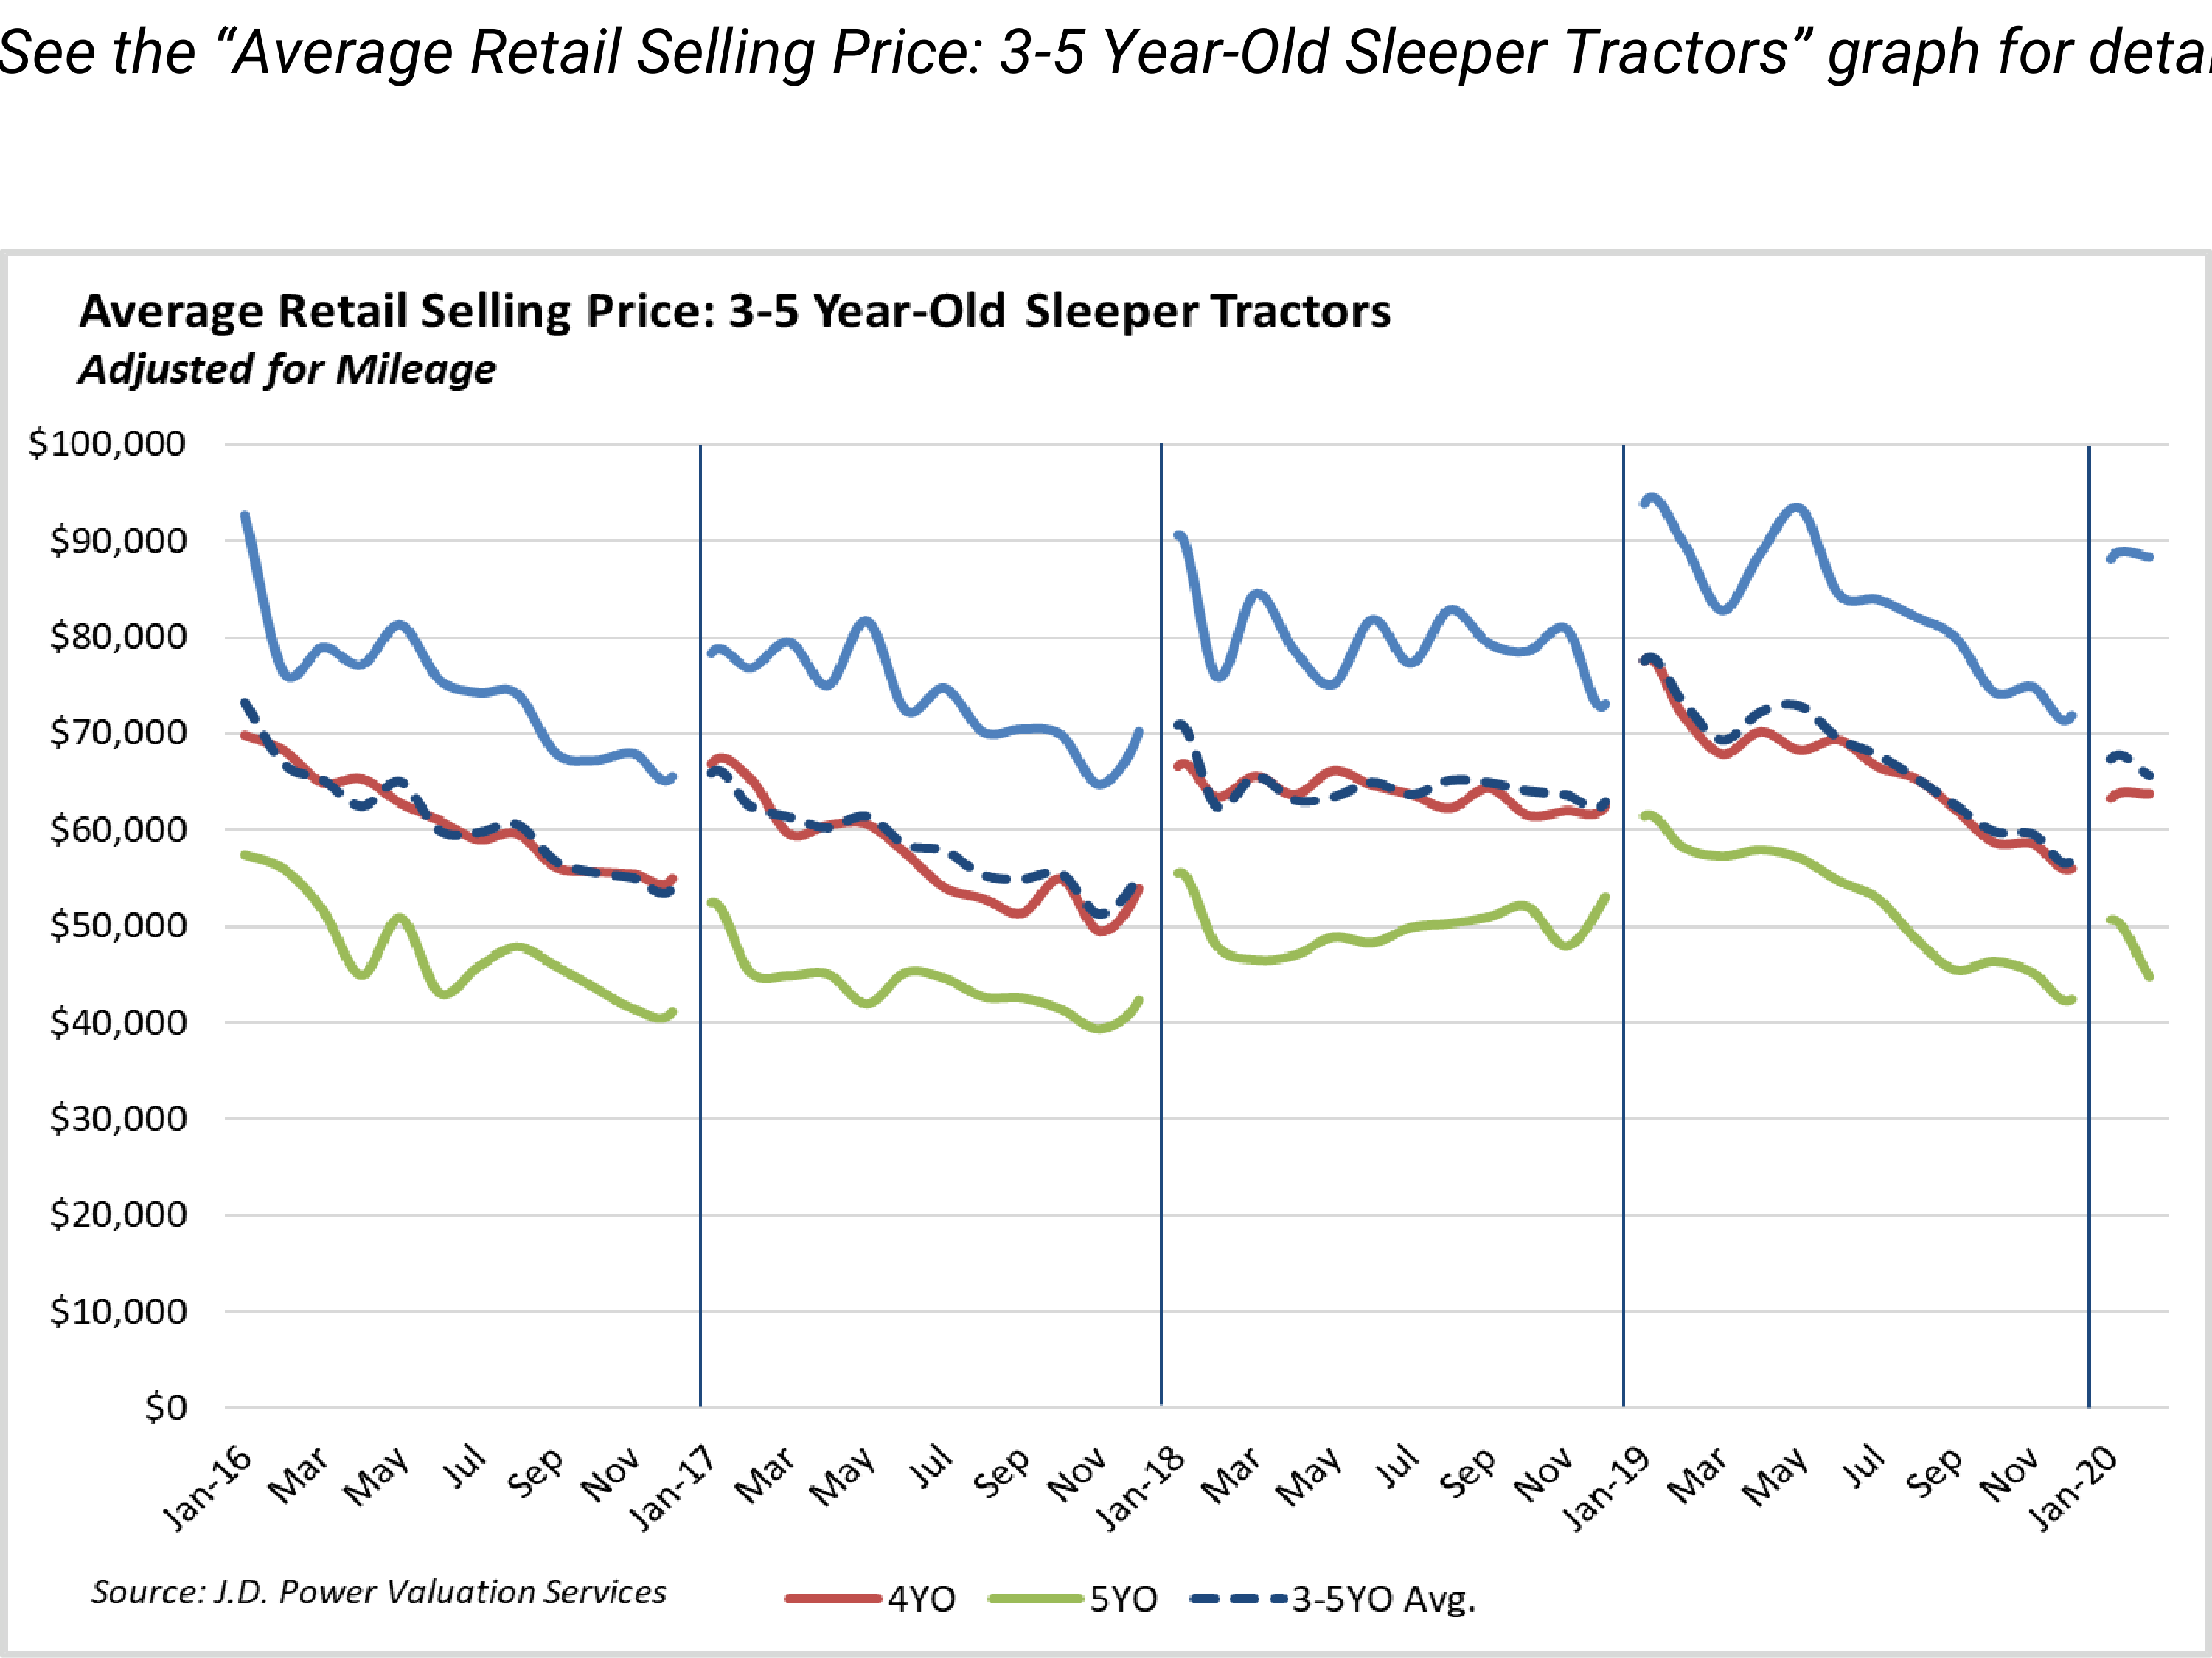 See the “Average Retail Selling Price: 3-5 Year-Old Sleeper Tractors” graph for
Average Retail Selling Price: 3-5 Year-Old Sleeper Tractors
Adjusted for Mileage
$100,000
$90,000
$80,000
$70,000
$60,000
$50,000
$40,000
$30,000
$20,000
$10,000
$0
Jan-16 Mar May Jul Sep Nov Jan-17 Mar May Jul Sep Nov Jan-18 Mar May Jul Sep Nov Jan-19 Mar May Jul Sep Nov Jan-20
Source: J.D. Power Valuation Services 4YO 5YO 3-5YO Avg.